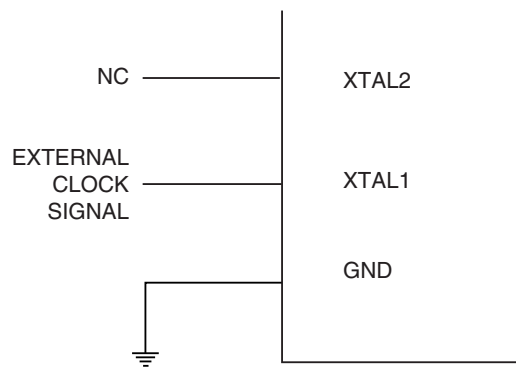 NC
XTAL2
EXTERNAL
CLOCK
SIGNAL
XTAL1
GND